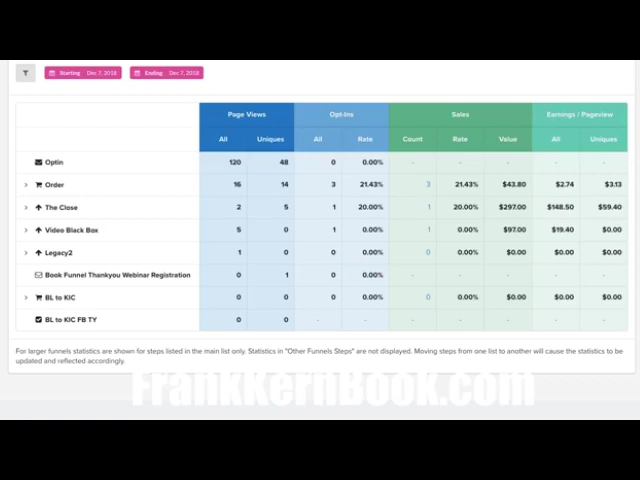 Starting Dec 7, 2018 Ending Dec 7, 2018
Page Views Opt-Ins Sales Earnings / Pageview
All Uniques All Rate Count Rate Value All Uniques
Optin 120 48 0 0.00% - - - - -
Order 16 14 3 21.43% 3 21.43% $43.80 $2.74 $3.13
The Close 2 5 1 20.00% 1 20.00% $297.00 $148.50 $59.40
Video Black Box 5 0 1 0.00% 1 0.00% $97.00 $19.40 $0.00
Legacy2 1 0 0 0.00% 0 0.00% $0.00 $0.00 $0.00
Book Funnel Thankyou Webinar Registration 0 1 0 0.00% - - - - -
BL to KIC 0 0 0 0.00% 0 0.00% $0.00 $0.00 $0.00
BL to KIC FB TY 0 0 - - - - - - -
For larger funnels statistics are shown for steps listed in the main list only. Statistics in "Other Funnels Steps" are not displayed. Moving steps from one list to another will cause the statistics to be
updated and reflected accordingly.
FrankKernBook.com